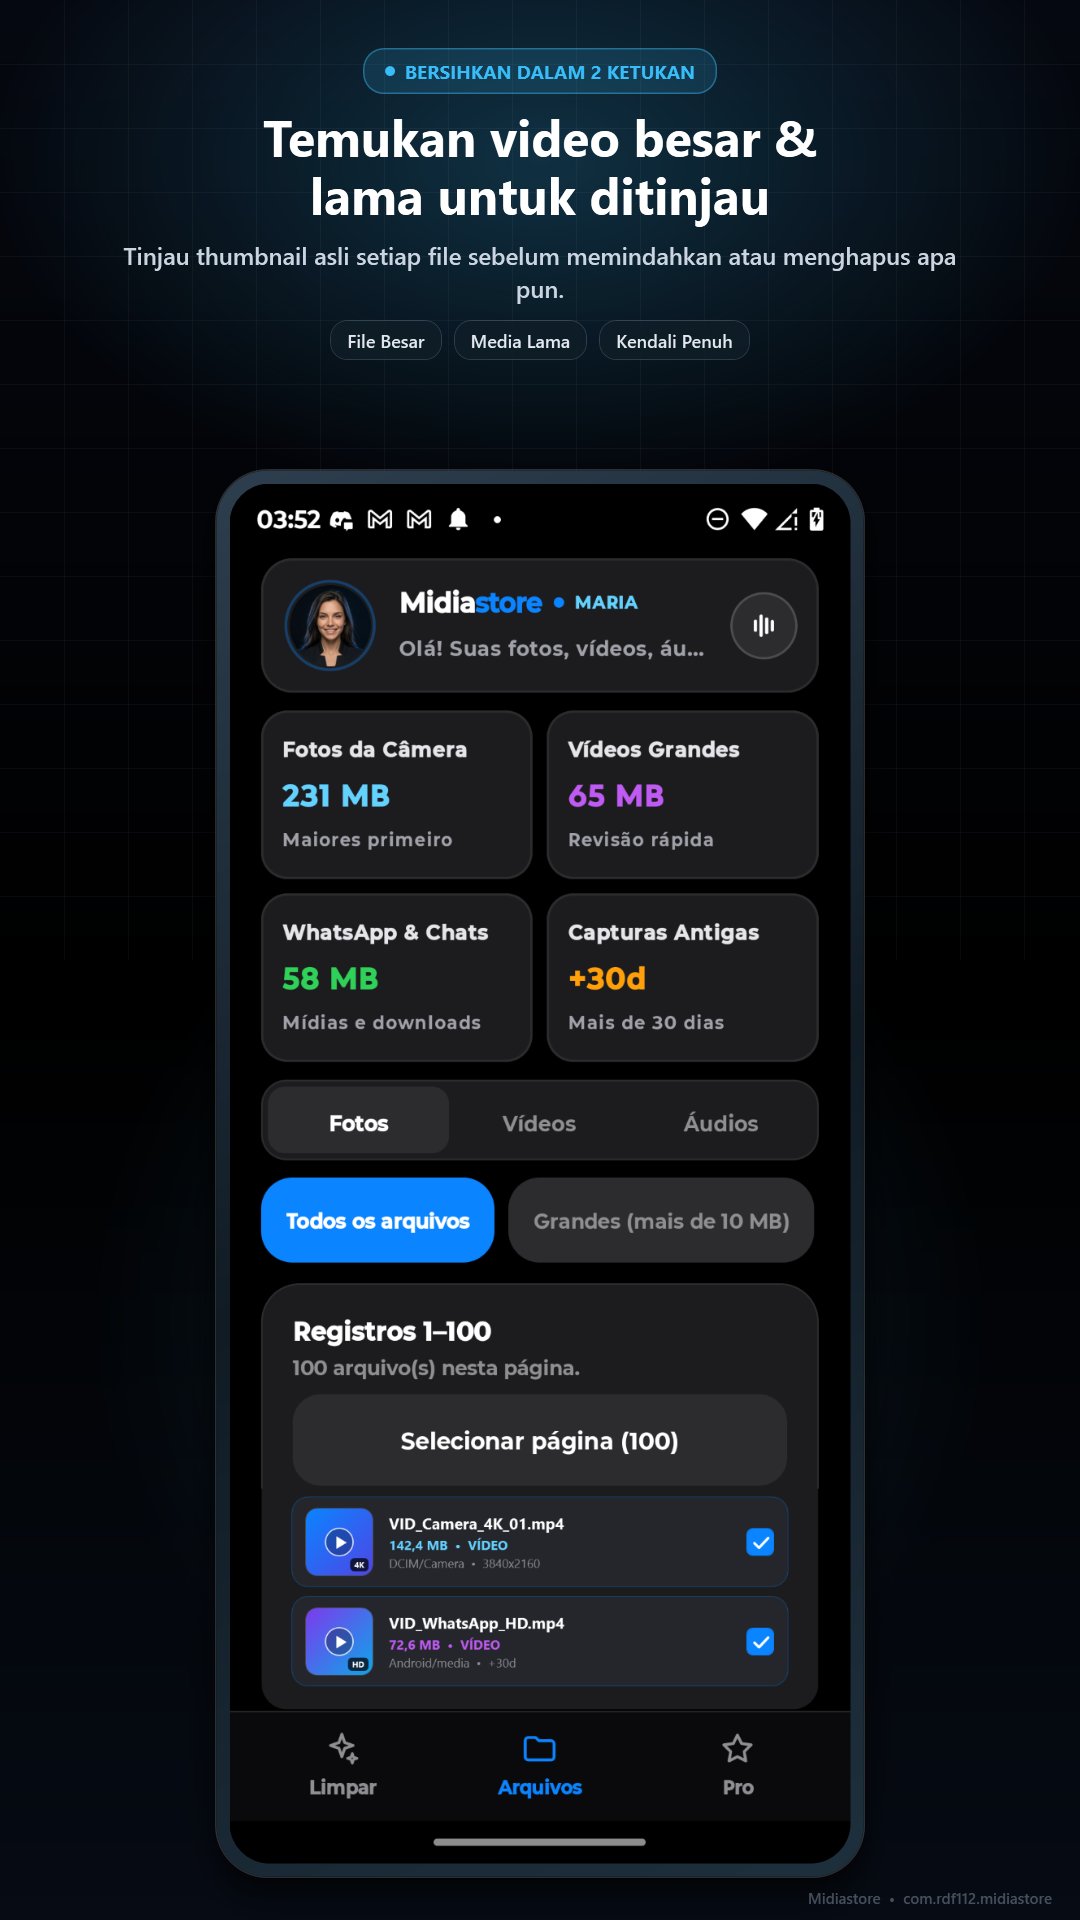 BERSIHKAN DALAM 2 KETUKAN
Temukan video besar &
lama untuk ditinjau
Tinjau thumbnail asli setiap file sebelum memindahkan atau menghapus apa
pun.
File Besar
Media Lama
Kendali Penuh
03:52
Midiastore • MARIA
Olá! Suas fotos, vídeos, áu...
Fotos da Câmera
231 MB
Maiores primeiro
Vídeos Grandes
65 MB
Revisão rápida
WhatsApp & Chats
58 MB
Mídias e downloads
Capturas Antigas
+30d
Mais de 30 dias
Fotos
Vídeos
Áudios
Todos os arquivos
Grandes (mais de 10 MB)
Registros 1–100
100 arquivo(s) nesta página.
Selecionar página (100)
4K
VID_Camera_4K_01.mp4
142,4 MB • VÍDEO
DCIM/Camera • 3840x2160
HD
VID_WhatsApp_HD.mp4
72,6 MB • VÍDEO
Android/media • +30d
Limpar
Arquivos
Pro
Midiastore • com.rdf112.midiastore